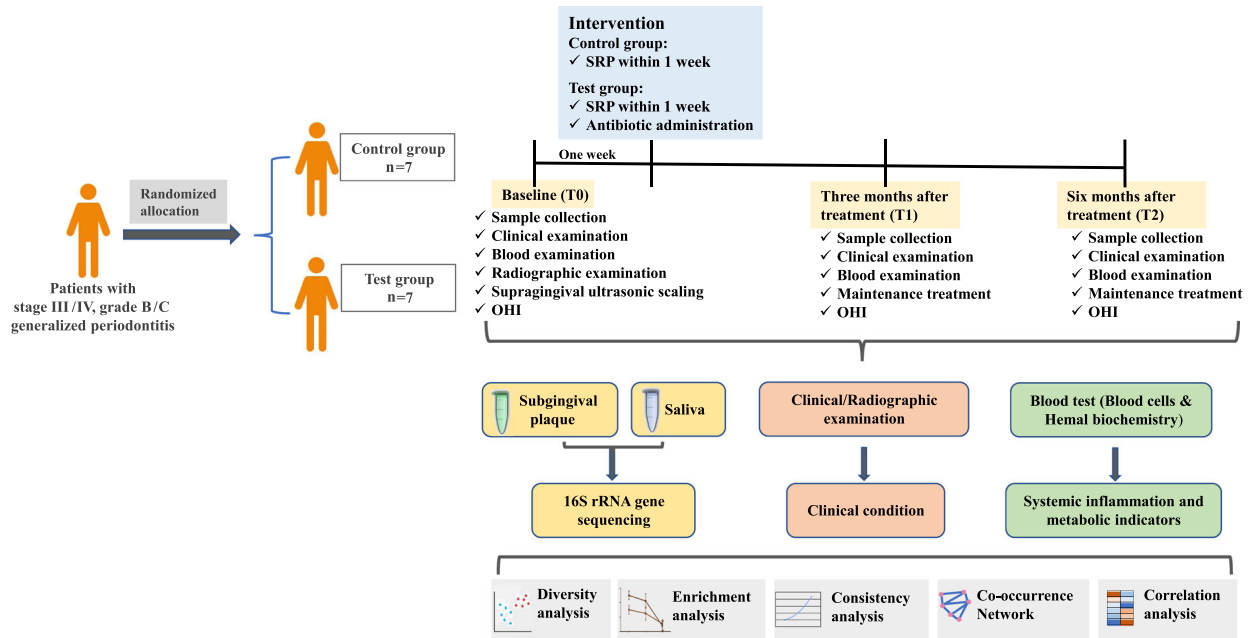 Intervention
Control group:
✓ SRP within 1 week
Test group:
✓ SRP within 1 week
✓ Antibiotic administration
Control group
n=7
Randomized
allocation
Test group
n=7
Patients with
stage III/IV, grade B/C
generalized periodontitis
One week
Baseline (T0)
✓ Sample collection
✓ Clinical examination
✓ Blood examination
✓ Radiographic examination
✓ Supragingival ultrasonic scaling
✓ OHI
Three months after
treatment (T1)
✓ Sample collection
✓ Clinical examination
✓ Blood examination
✓ Maintenance treatment
✓ OHI
Six months after
treatment (T2)
✓ Sample collection
✓ Clinical examination
✓ Blood examination
✓ Maintenance treatment
✓ OHI
Subgingival
plaque
Saliva
Clinical/Radiographic
examination
Blood test (Blood cells &
Hemal biochemistry)
16S rRNA gene
sequencing
Clinical condition
Systemic inflammation and
metabolic indicators
Diversity
analysis
Enrichment
analysis
Consistency
analysis
Co-occurrence
Network
Correlation
analysis